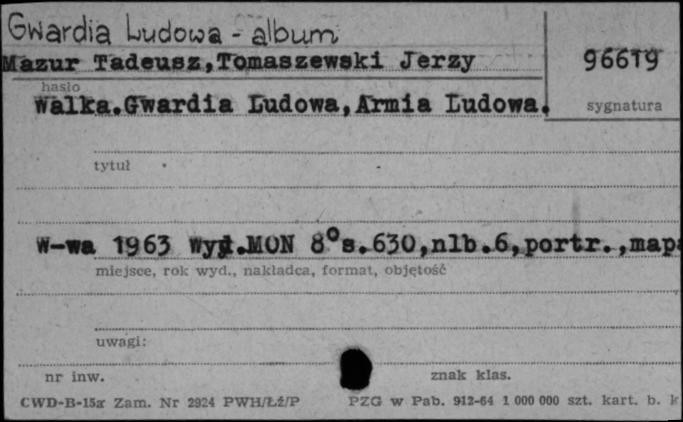 Gwardia Ludowa - album
Mazur Tadeusz, Tomaszewski Jerzy
96619
hasło
Walka. Gwardia Ludowa, Armia Ludowa.
sygnatura
tytuł
W-wa 1963 Wyd. MON 8° s. 630, nlb. 6, portr., map
miejsce, rok wyd., nakładca, format, objętość
uwagi:
nr inw.
znak klas.
CWD-B-15a Zam. Nr 2924 PWH/Łź/P PZG w Pab. 912-64 1 000 000 szt. kart. b.